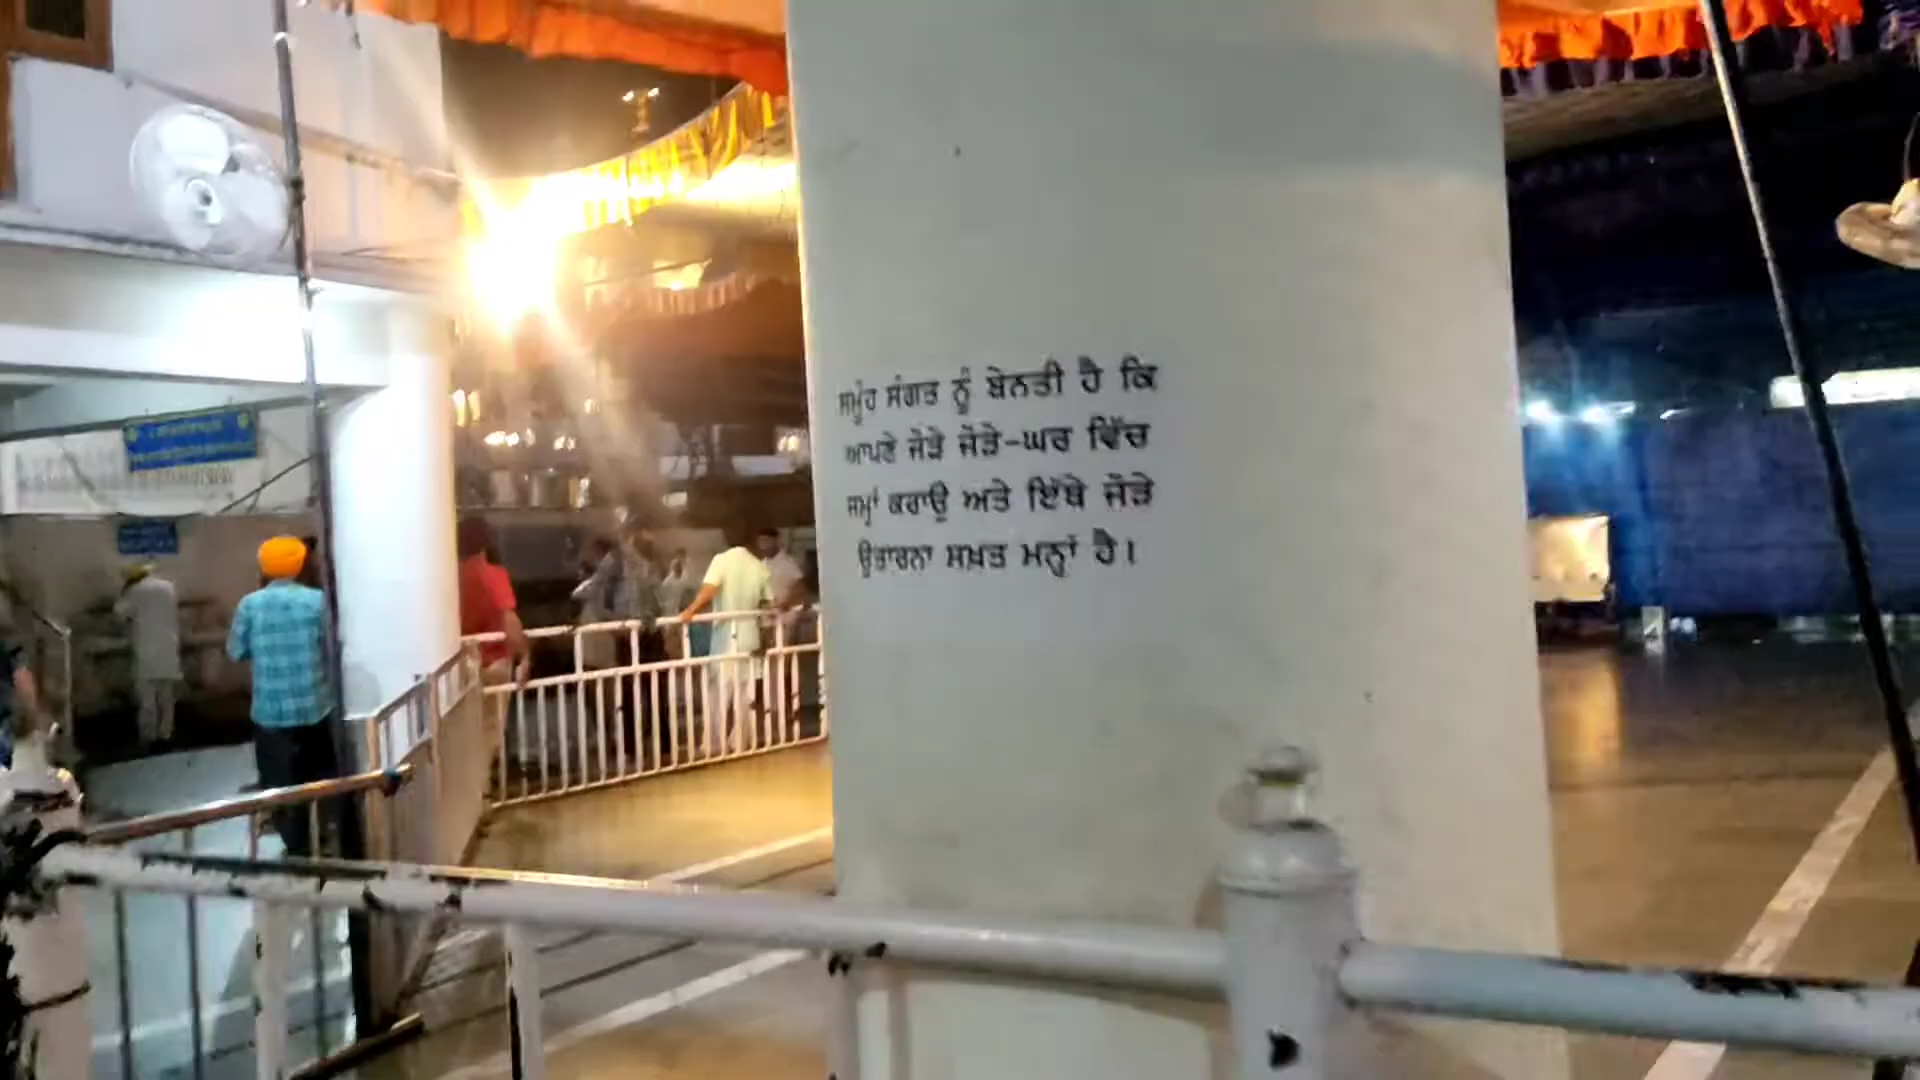 ਸਮੂੰਹ ਸੰਗਤ ਨੂੰ ਬੇਨਤੀ ਹੈ ਕਿ
ਆਪਣੇ ਜੋੜੇ ਜੋੜੇ-ਘਰ ਵਿੱਚ
ਜਮ੍ਹਾਂ ਕਰਾਉ ਅਤੇ ਇੱਥੇ ਜੋੜੇ
ਉਤਾਰਨਾ ਸਖ਼ਤ ਮਨ੍ਹਾਂ ਹੈ।